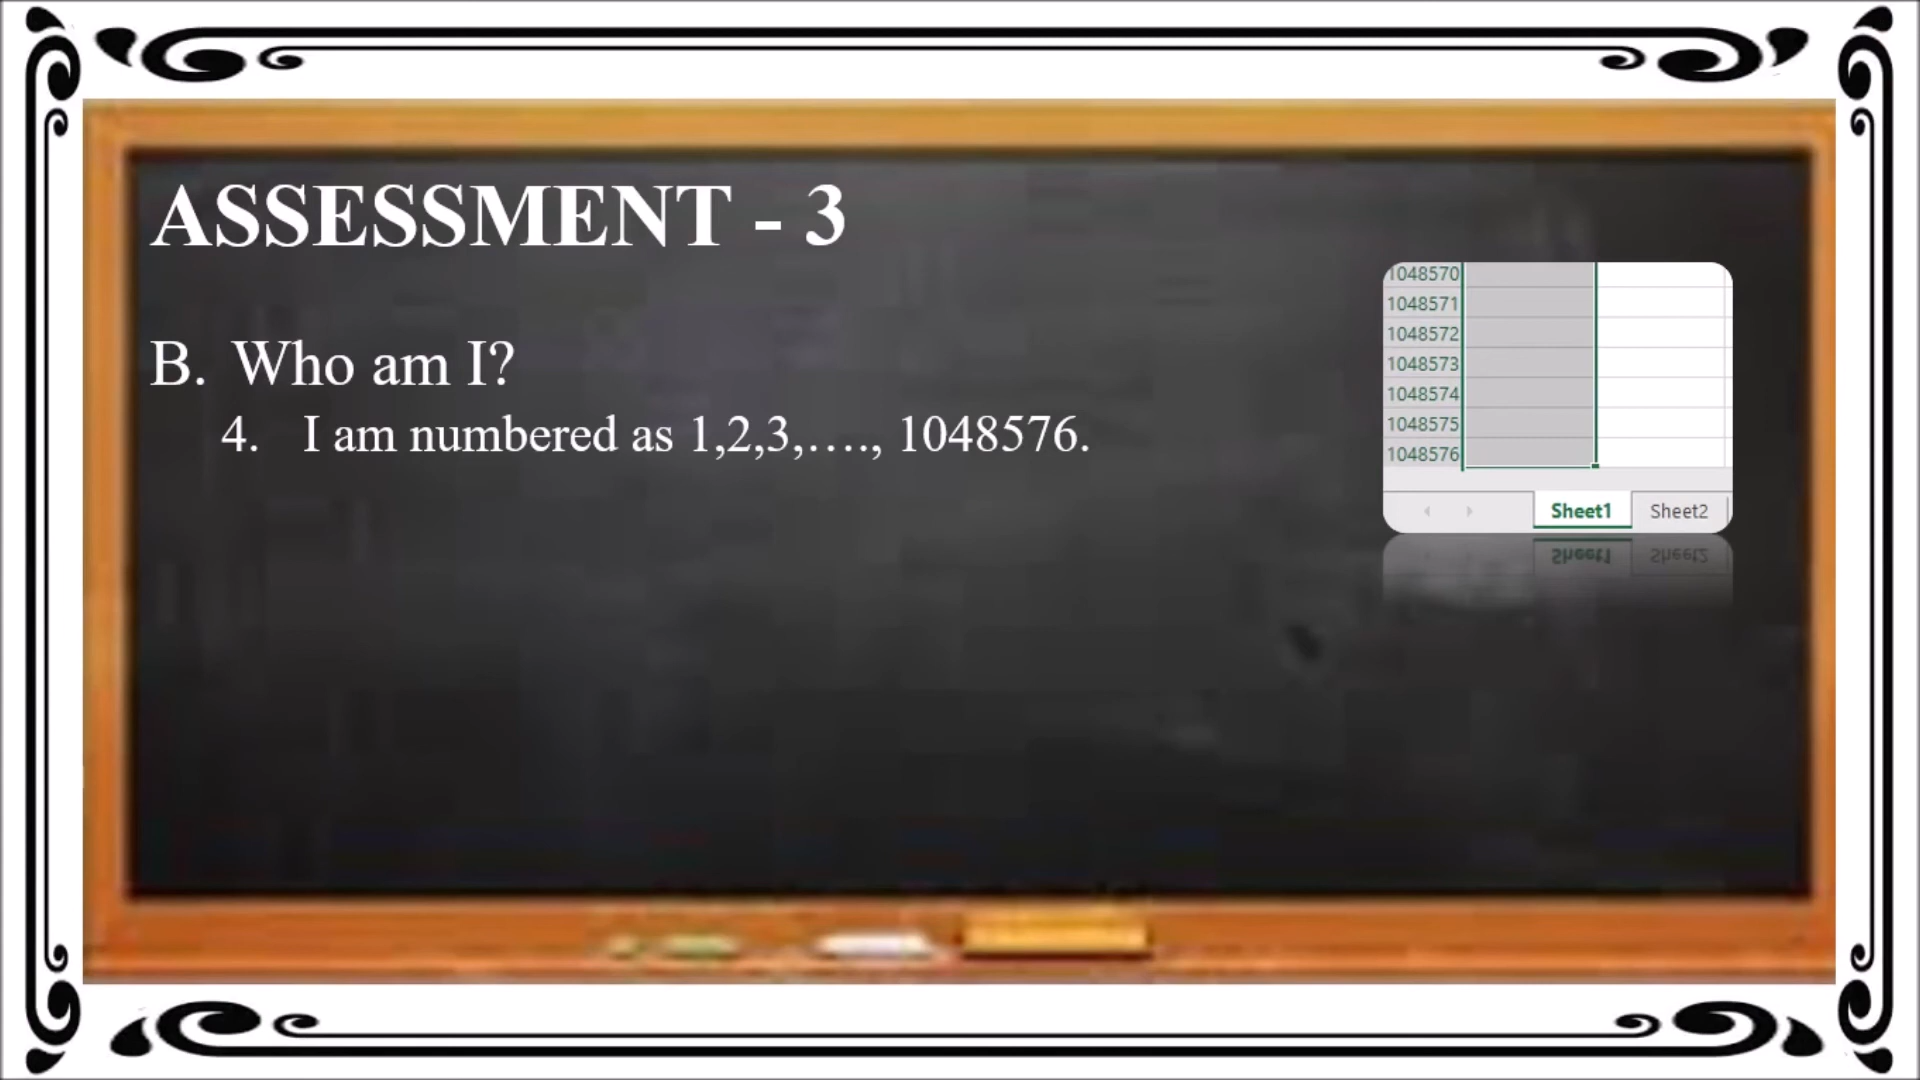 ASSESSMENT - 3
B. Who am I?
4. I am numbered as 1,2,3,...., 1048576.
1048570
1048571
1048572
1048573
1048574
1048575
1048576
Sheet1 Sheet2